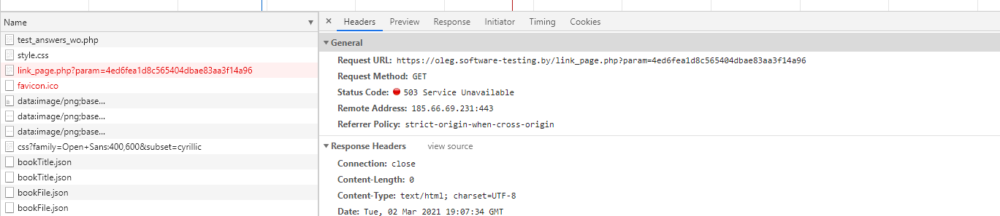 Name
test_answers_wo.php
style.css
link_page.php?param=4ed6fea1d8c565404dbae83aa3f14a96
favicon.ico
data:image/png;base...
data:image/png;base...
data:image/png;base...
css?family=Open+Sans:400,600&subset=cyrillic
bookTitle.json
bookTitle.json
bookFile.json
bookFile.json
× Headers Preview Response Initiator Timing Cookies
General
Request URL: https://oleg.software-testing.by/link_page.php?param=4ed6fea1d8c565404dbae83aa3f14a96
Request Method: GET
Status Code: 503 Service Unavailable
Remote Address: 185.66.69.231:443
Referrer Policy: strict-origin-when-cross-origin
Response Headers view source
Connection: close
Content-Length: 0
Content-Type: text/html; charset=UTF-8
Date: Tue, 02 Mar 2021 19:07:34 GMT